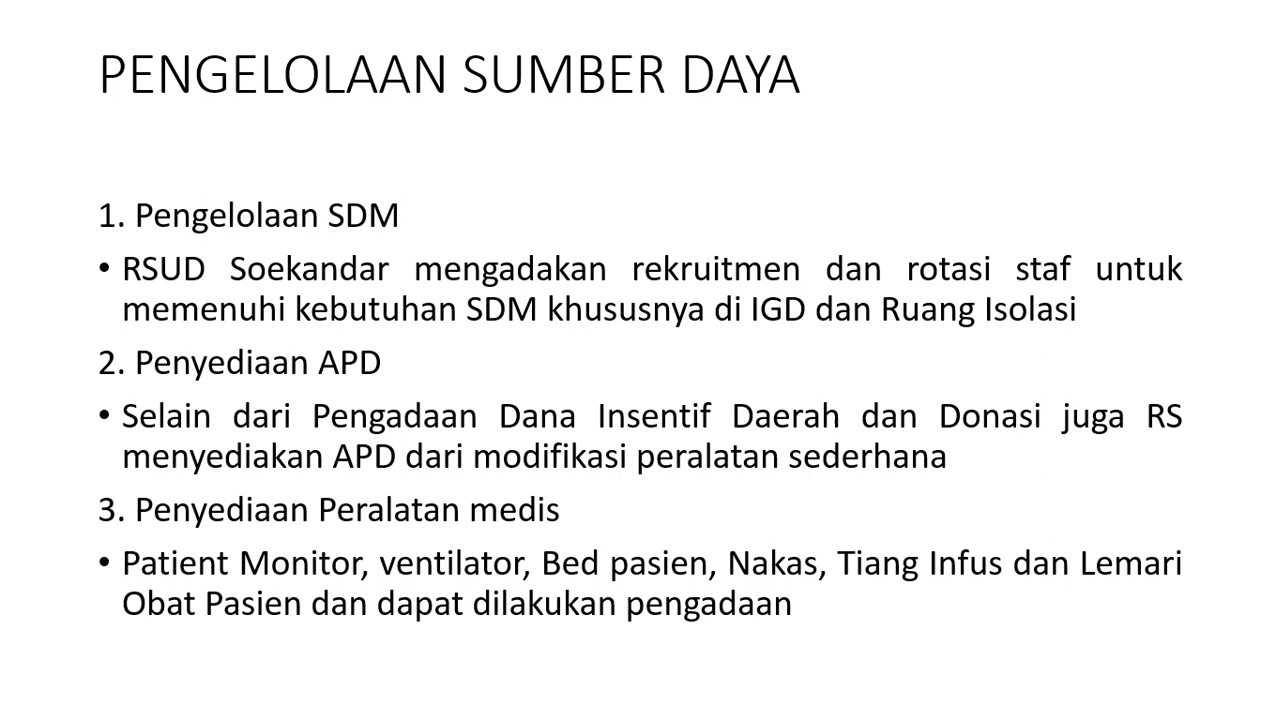 PENGELOLAAN SUMBER DAYA
1. Pengelolaan SDM
• RSUD Soekandar mengadakan rekruitmen dan rotasi staf untuk
memenuhi kebutuhan SDM khususnya di IGD dan Ruang Isolasi
2. Penyediaan APD
• Selain dari Pengadaan Dana Insentif Daerah dan Donasi juga RS
menyediakan APD dari modifikasi peralatan sederhana
3. Penyediaan Peralatan medis
• Patient Monitor, ventilator, Bed pasien, Nakas, Tiang Infus dan Lemari
Obat Pasien dan dapat dilakukan pengadaan